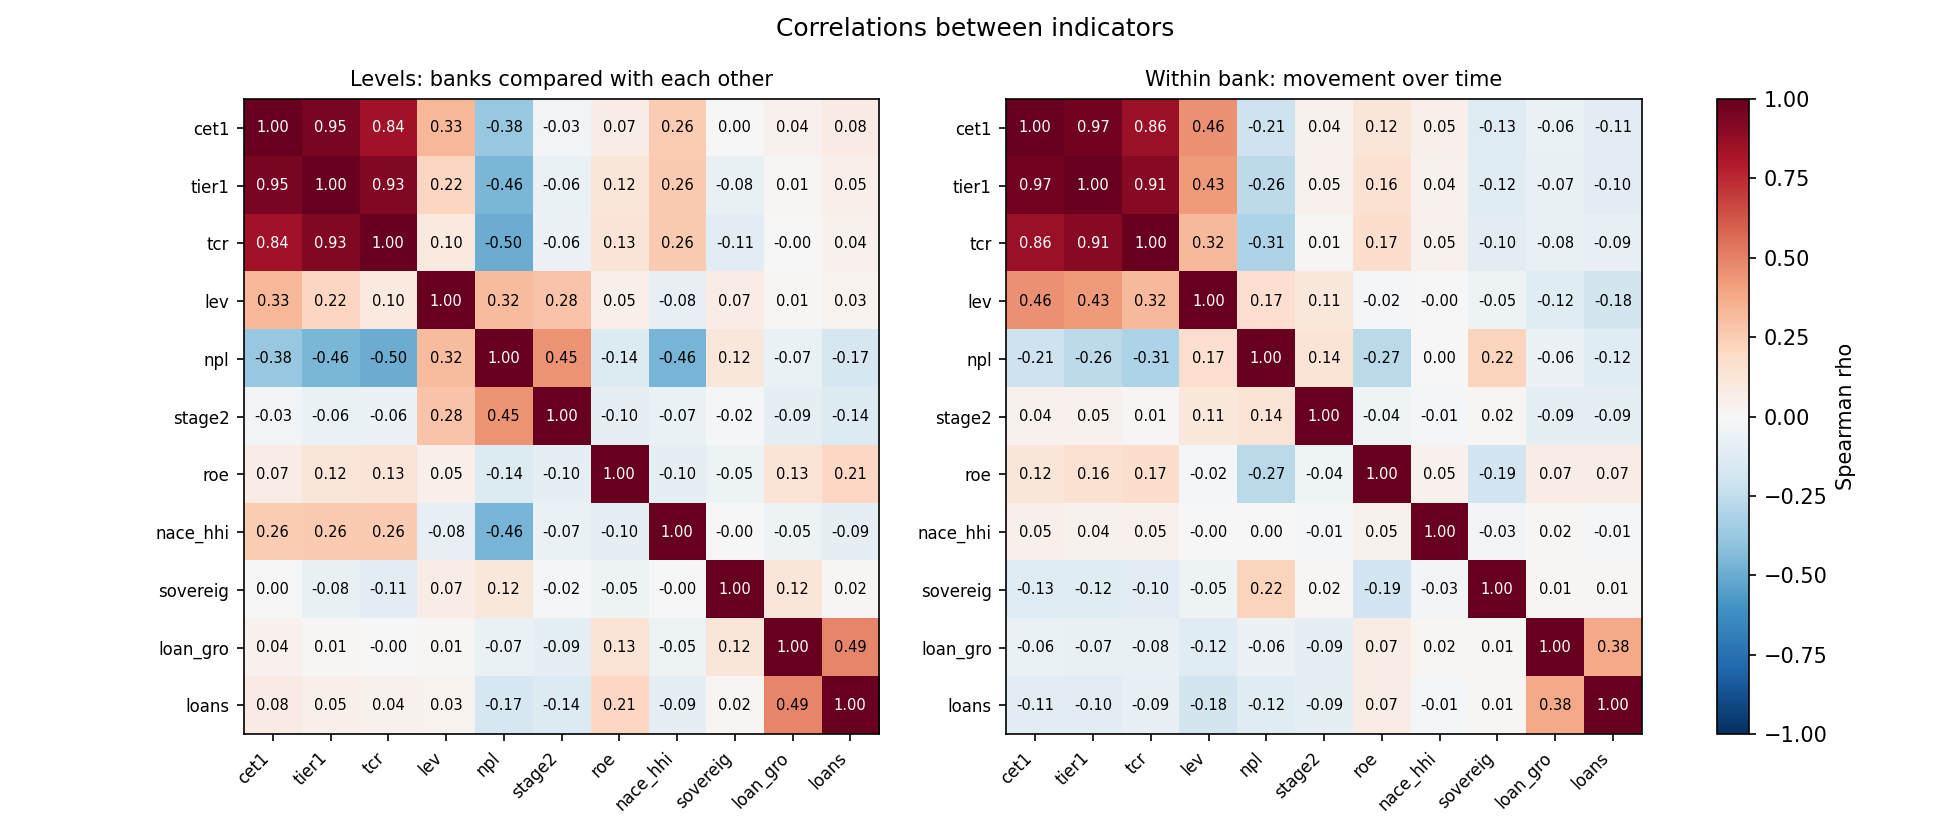 Correlations between indicators
Levels: banks compared with each other
cet1 1.00 0.95 0.84 0.33 -0.38 -0.03 0.07 0.26 0.00 0.04 0.08
tier1 0.95 1.00 0.93 0.22 -0.46 -0.06 0.12 0.26 -0.08 0.01 0.05
tcr 0.84 0.93 1.00 0.10 -0.50 -0.06 0.13 0.26 -0.11 -0.00 0.04
lev 0.33 0.22 0.10 1.00 0.32 0.28 0.05 -0.08 0.07 0.01 0.03
npl -0.38 -0.46 -0.50 0.32 1.00 0.45 -0.14 -0.46 0.12 -0.07 -0.17
stage2 -0.03 -0.06 -0.06 0.28 0.45 1.00 -0.10 -0.07 -0.02 -0.09 -0.14
roe 0.07 0.12 0.13 0.05 -0.14 -0.10 1.00 -0.10 -0.05 0.13 0.21
nace_hhi 0.26 0.26 0.26 -0.08 -0.46 -0.07 -0.10 1.00 -0.00 -0.05 -0.09
sovereig 0.00 -0.08 -0.11 0.07 0.12 -0.02 -0.05 -0.00 1.00 0.12 0.02
loan_gro 0.04 0.01 -0.00 0.01 -0.07 -0.09 0.13 -0.05 0.12 1.00 0.49
loans 0.08 0.05 0.04 0.03 -0.17 -0.14 0.21 -0.09 0.02 0.49 1.00
cet1 tier1 tcr lev npl stage2 roe nace_hhi sovereig loan_gro loans
Within bank: movement over time
cet1 1.00 0.97 0.86 0.46 -0.21 0.04 0.12 0.05 -0.13 -0.06 -0.11
tier1 0.97 1.00 0.91 0.43 -0.26 0.05 0.16 0.04 -0.12 -0.07 -0.10
tcr 0.86 0.91 1.00 0.32 -0.31 0.01 0.17 0.05 -0.10 -0.08 -0.09
lev 0.46 0.43 0.32 1.00 0.17 0.11 -0.02 -0.00 -0.05 -0.12 -0.18
npl -0.21 -0.26 -0.31 0.17 1.00 0.14 -0.27 0.00 0.22 -0.06 -0.12
stage2 0.04 0.05 0.01 0.11 0.14 1.00 -0.04 -0.01 0.02 -0.09 -0.09
roe 0.12 0.16 0.17 -0.02 -0.27 -0.04 1.00 0.05 -0.19 0.07 0.07
nace_hhi 0.05 0.04 0.05 -0.00 0.00 -0.01 0.05 1.00 -0.03 0.02 -0.01
sovereig -0.13 -0.12 -0.10 -0.05 0.22 0.02 -0.19 -0.03 1.00 0.01 0.01
loan_gro -0.06 -0.07 -0.08 -0.12 -0.06 -0.09 0.07 0.02 0.01 1.00 0.38
loans -0.11 -0.10 -0.09 -0.18 -0.12 -0.09 0.07 -0.01 0.01 0.38 1.00
cet1 tier1 tcr lev npl stage2 roe nace_hhi sovereig loan_gro loans
1.00
0.75
0.50
0.25
0.00
−0.25
−0.50
−0.75
−1.00
Spearman rho